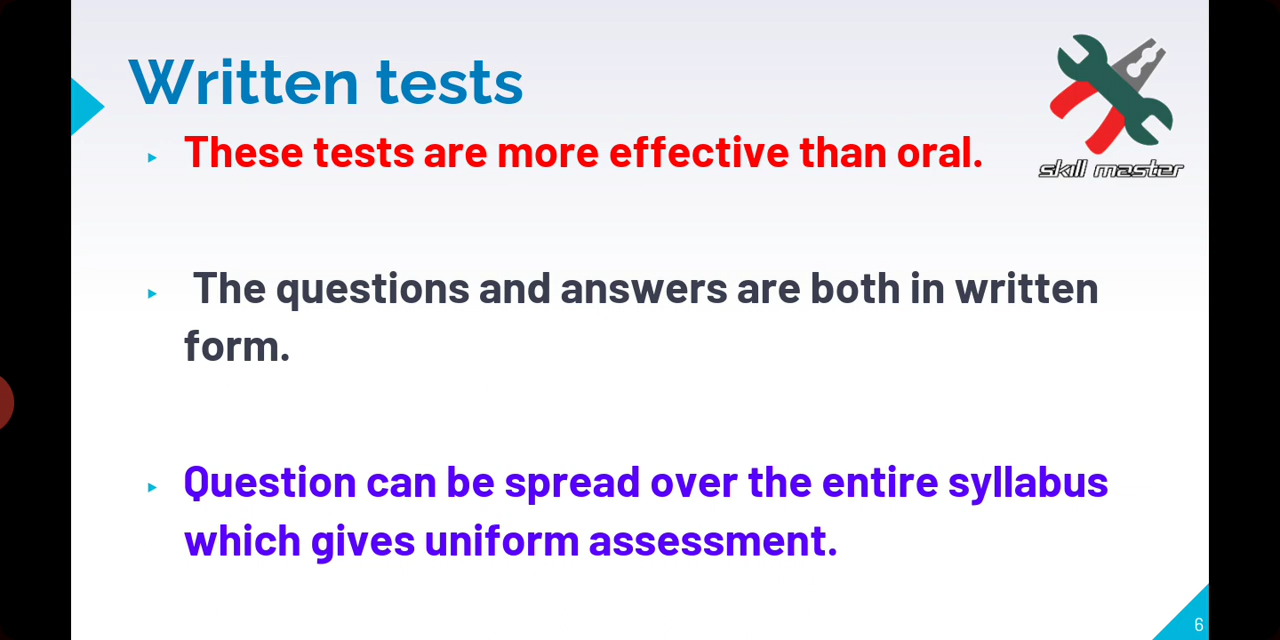 Written tests
These tests are more effective than oral.
skill master
The questions and answers are both in written
form.
Question can be spread over the entire syllabus
which gives uniform assessment.
6